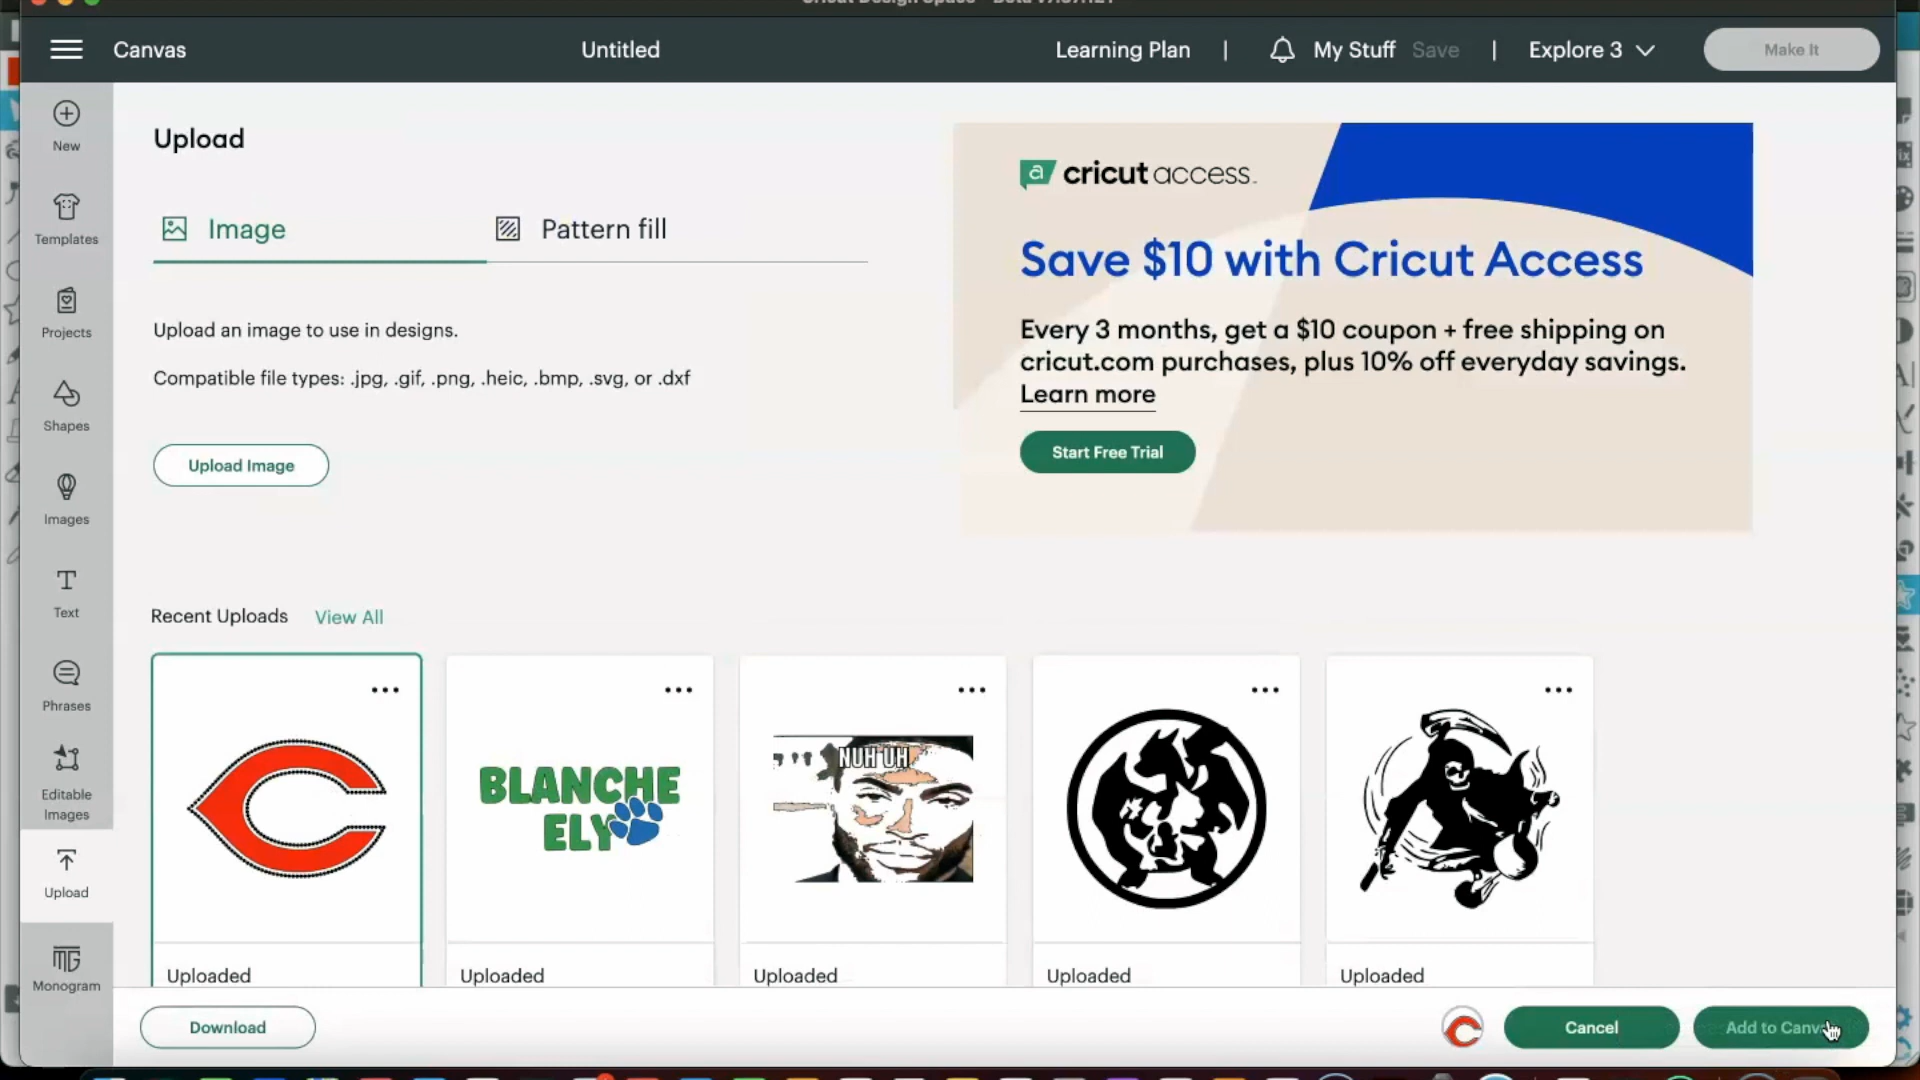 Canvas
Untitled
Learning Plan | My Stuff Save | Explore 3
Make It
New
Templates
Projects
Shapes
Images
Text
Phrases
Editable
Images
Upload
Monogram
Upload
Image
Pattern fill
Upload an image to use in designs.
Compatible file types: .jpg, .gif, .png, .heic, .bmp, .svg, or .dxf
Upload Image
a cricut access™
Save $10 with Cricut Access
Every 3 months, get a $10 coupon + free shipping on
cricut.com purchases, plus 10% off everyday savings.
Learn more
Start Free Trial
Recent Uploads View All
BLANCHE
ELY
NUH UH
Uploaded
Uploaded
Uploaded
Uploaded
Uploaded
Download
Cancel
Add to Canv